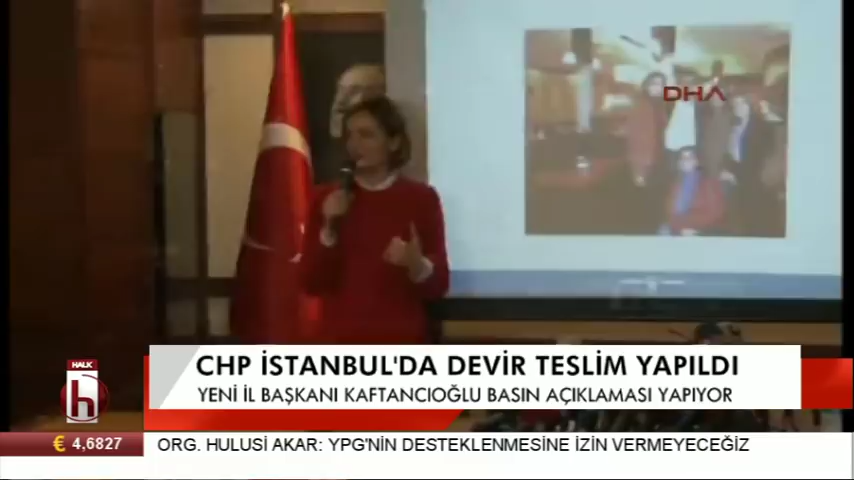 DHA
CHP İSTANBUL'DA DEVİR TESLİM YAPILDI
YENİ İL BAŞKANI KAFTANCIOĞLU BASIN AÇIKLAMASI YAPIYOR
HALK
h
€ 4,6827
ORG. HULUSİ AKAR: YPG'NİN DESTEKLENMESİNE İZİN VERMEYECEĞİZ